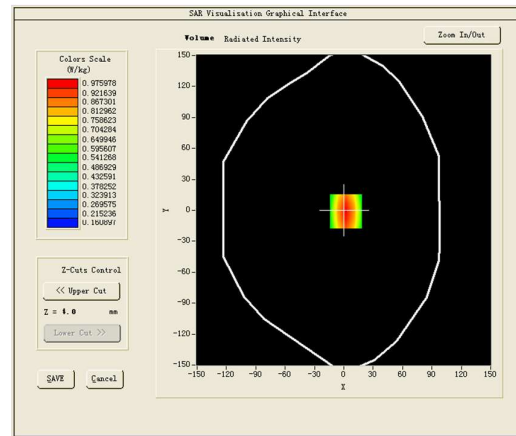 SAR Visualisation Graphical Interface
Volume Radiated Intensity
Zoom In/Out
Colors Scale
(W/kg)
0.975978
0.921639
0.867301
0.812962
0.758623
0.704284
0.649946
0.595607
0.541268
0.486929
0.432591
0.378252
0.323913
0.269575
0.215236
0.160897
150
120
90
60
30
0
-30
-60
-90
-120
-150
Y
-150 -120 -90 -60 -30 0 30 60 90 120 150
X
Z-Cuts Control
<< Upper Cut
Z = 4.0 mm
Lower Cut >>
SAVE Cancel